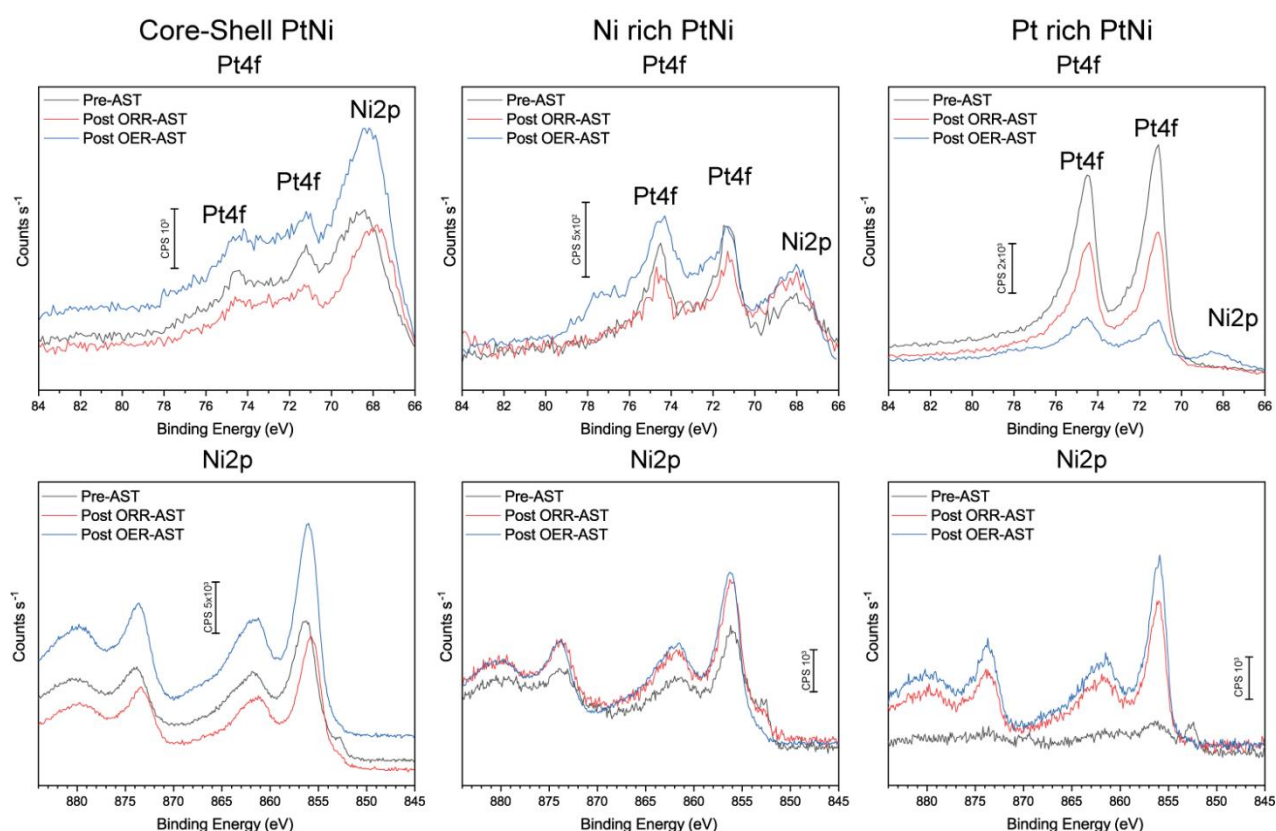 Core-Shell PtNi
Pt4f
Pre-AST
Post ORR-AST
Post OER-AST
Ni2p
Pt4f
Pt4f
CPS 10³
Counts s⁻¹
84 82 80 78 76 74 72 70 68 66
Binding Energy (eV)
Ni rich PtNi
Pt4f
Pre-AST
Post ORR-AST
Post OER-AST
Pt4f
Pt4f
Ni2p
CPS 5x10²
Counts s⁻¹
84 82 80 78 76 74 72 70 68 66
Binding Energy (eV)
Pt rich PtNi
Pt4f
Pre-AST
Post ORR-AST
Post OER-AST
Pt4f
Pt4f
Ni2p
CPS 2x10³
Counts s⁻¹
84 82 78 76 74 72 70 68 66
Binding Energy (eV)
Ni2p
Pre-AST
Post ORR-AST
Post OER-AST
CPS 5x10³
Counts s⁻¹
880 875 870 865 860 855 850 845
Binding Energy (eV)
Ni2p
Pre-AST
Post ORR-AST
Post OER-AST
CPS 10³
Counts s⁻¹
880 875 870 865 860 855 850 845
Binding Energy (eV)
Ni2p
Pre-AST
Post ORR-AST
Post OER-AST
CPS 10³
Counts s⁻¹
880 875 870 865 860 855 850 845
Binding Energy (eV)